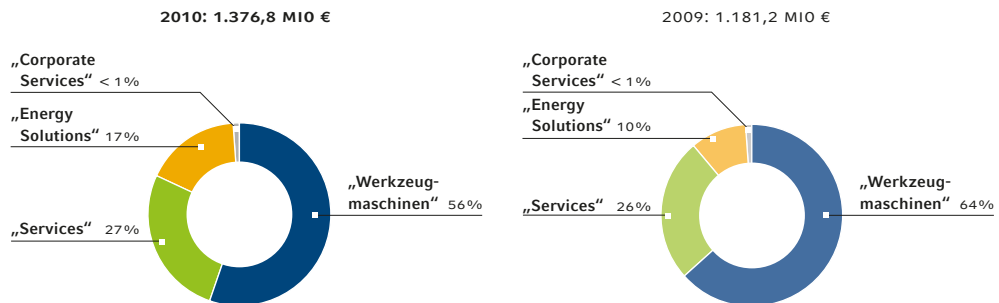 2010: 1.376,8 MIO €
„Corporate
Services“ < 1%
„Energy
Solutions“ 17%
„Services“ 27%
„Werkzeug-
maschinen“ 56%
2009: 1.181,2 MIO €
„Corporate
Services“ < 1%
„Energy
Solutions“ 10%
„Services“ 26%
„Werkzeug-
maschinen“ 64%